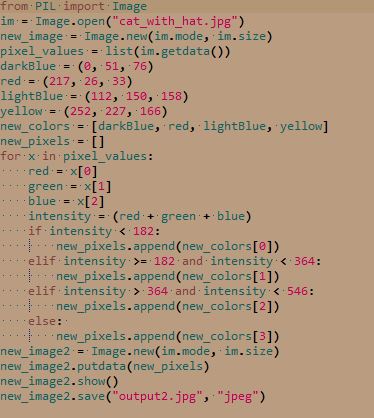 from PIL import Image
im = Image.open("cat_with_hat.jpg")
new_image = Image.new(im.mode, im.size)
pixel_values = list(im.getdata())
darkBlue = (0, 51, 76)
red = (217, 26, 33)
lightBlue = (112, 150, 158)
yellow = (252, 227, 166)
new_colors = [darkBlue, red, lightBlue, yellow]
new_pixels = []
for x in pixel_values:
    red = x[0]
    green = x[1]
    blue = x[2]
    intensity = (red + green + blue)
    if intensity < 182:
        new_pixels.append(new_colors[0])
    elif intensity >= 182 and intensity < 364:
        new_pixels.append(new_colors[1])
    elif intensity > 364 and intensity < 546:
        new_pixels.append(new_colors[2])
    else:
        new_pixels.append(new_colors[3])
new_image2 = Image.new(im.mode, im.size)
new_image2.putdata(new_pixels)
new_image2.show()
new_image2.save("output2.jpg", "jpeg")